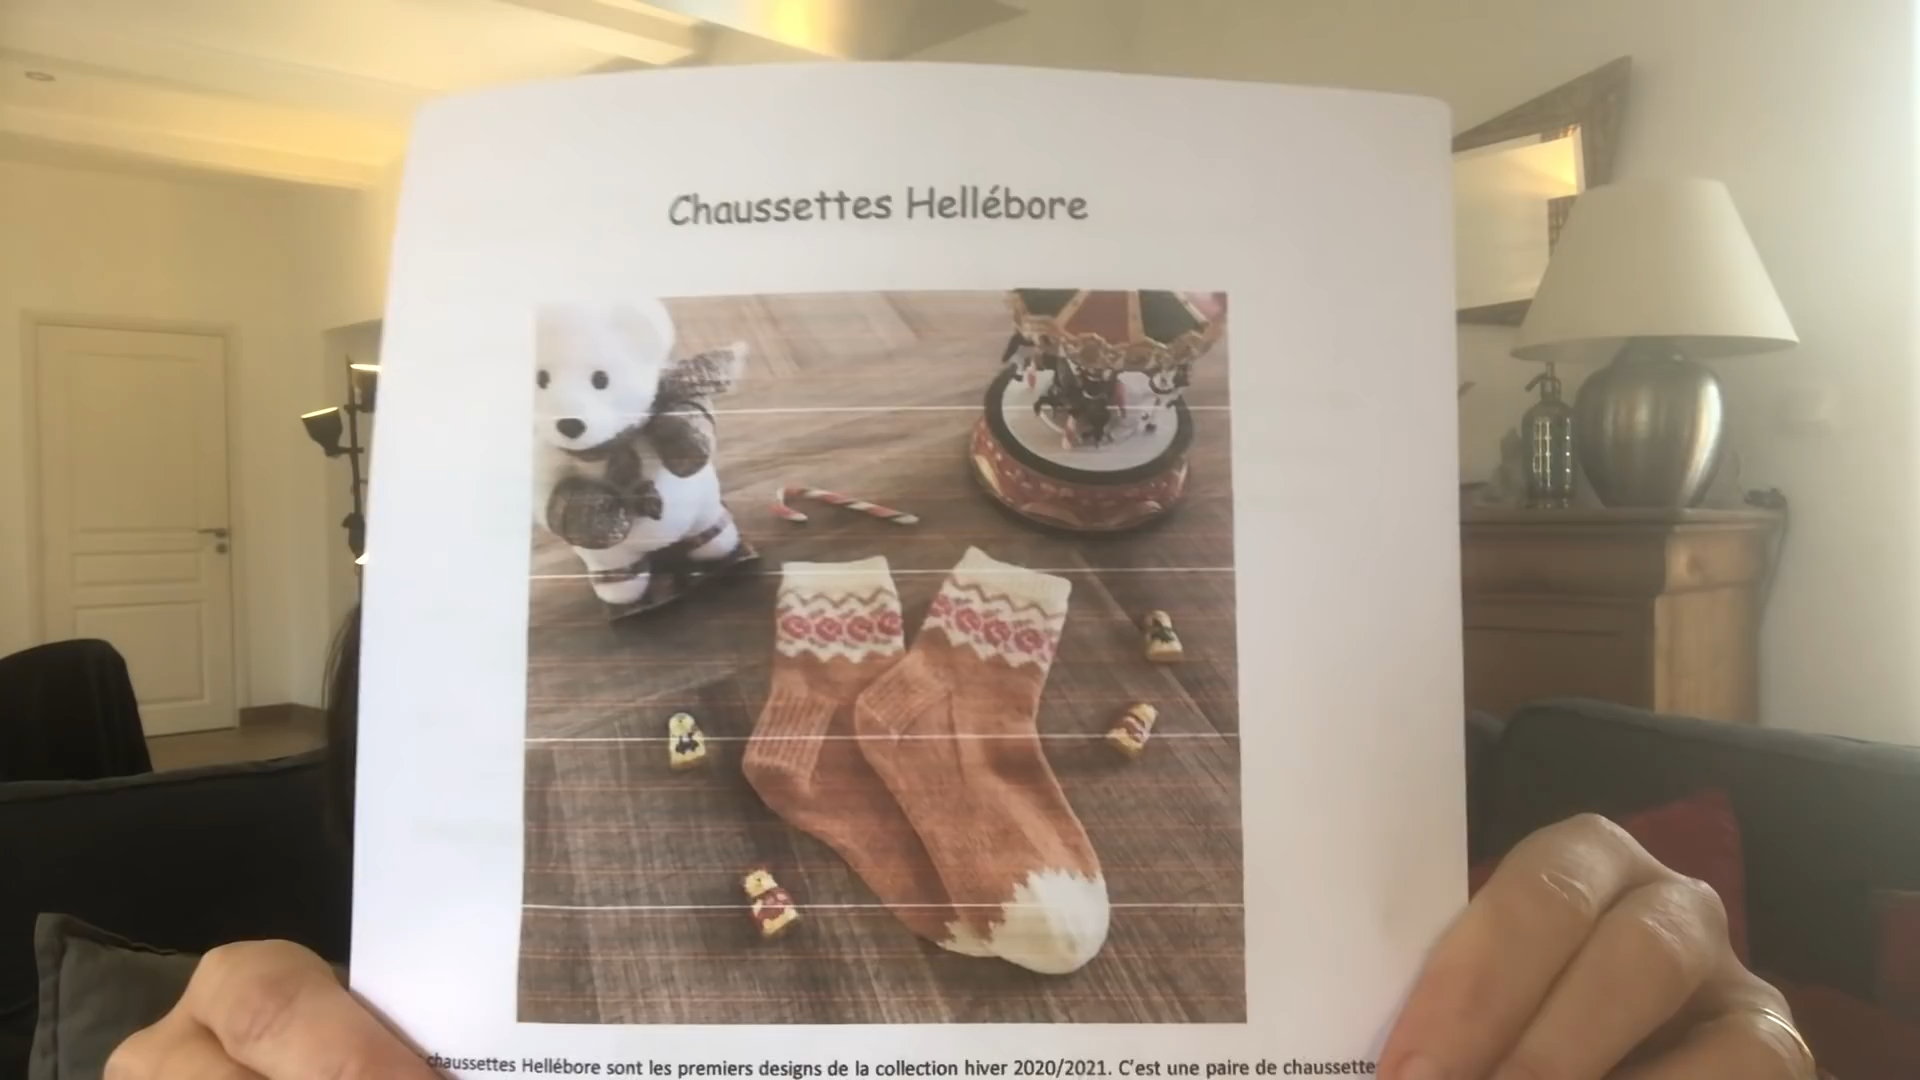 Chaussettes Hellébore
chaussettes Hellébore sont les premiers designs de la collection hiver 2020/2021. C'est une paire de chaussette